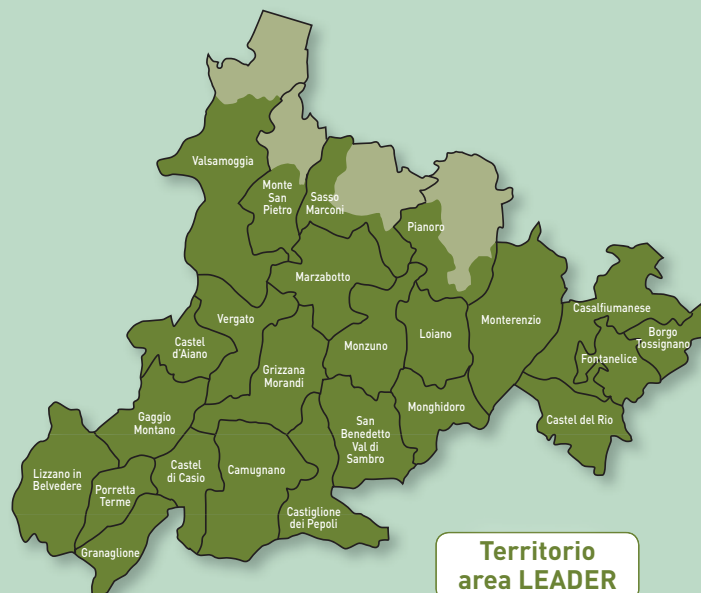 Valsamoggia
Monte
San
Pietro
Sasso
Marconi
Pianoro
Marzabotto
Vergato
Castel
d'Aiano
Grizzana
Morandi
Monzuno
Loiano
Monterenzio
Casalfiumanese
Borgo
Tossignano
Fontanelice
Castel del Rio
Monghidoro
San
Benedetto
Val di
Sambro
Gaggio
Montano
Lizzano in
Belvedere
Porretta
Terme
Castel
di Casio
Camugnano
Castiglione
dei Pepoli
Granaglione
Territorio
area LEADER